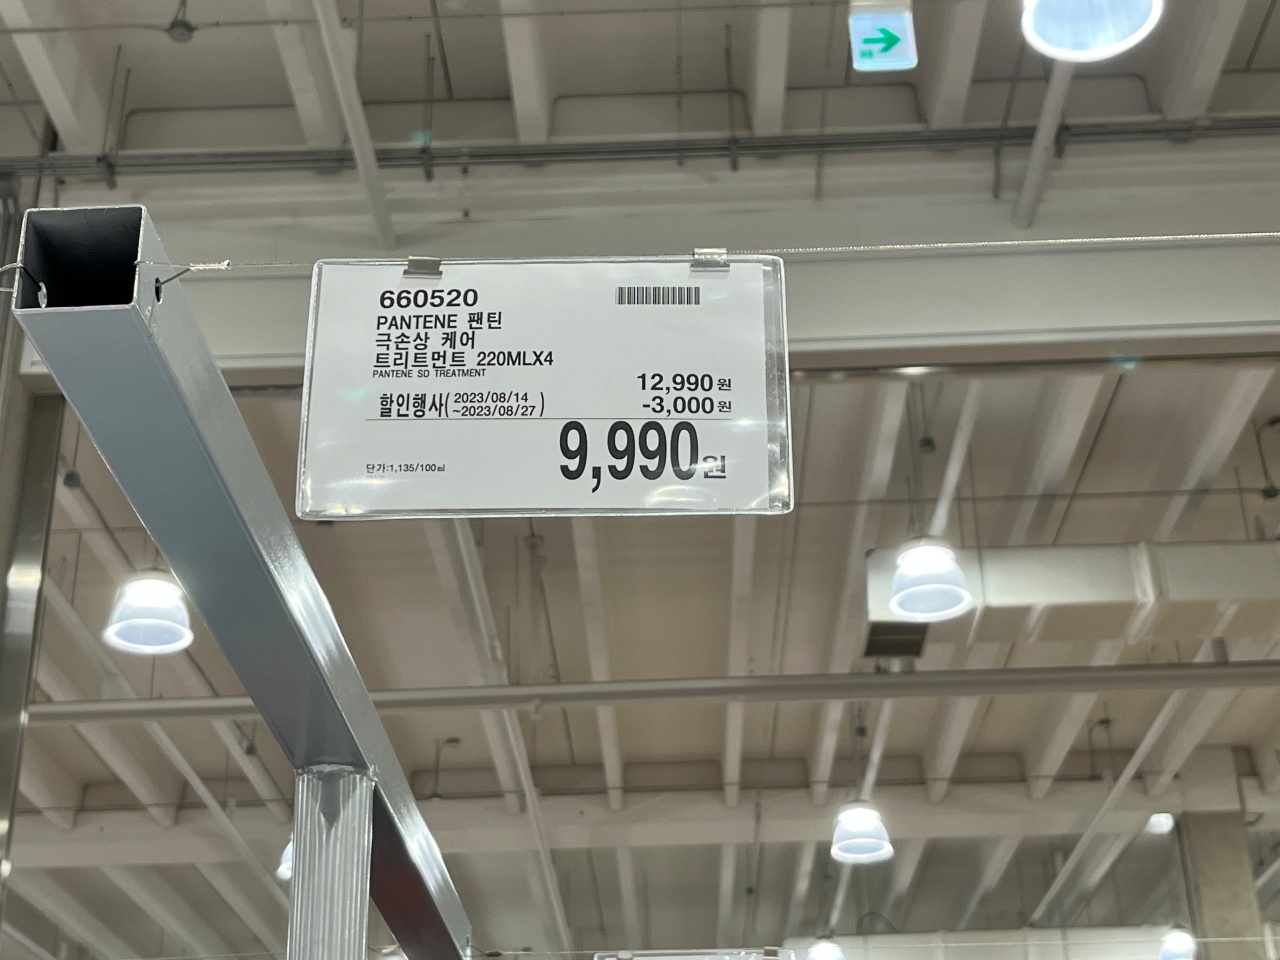 660520
PANTENE 팬틴
극손상 케어
트리트먼트 220MLX4
PANTENE SD TREATMENT
12,990원
할인행사(2023/08/14
~2023/08/27)
-3,000원
9,990원
단가:1,135/100㎖